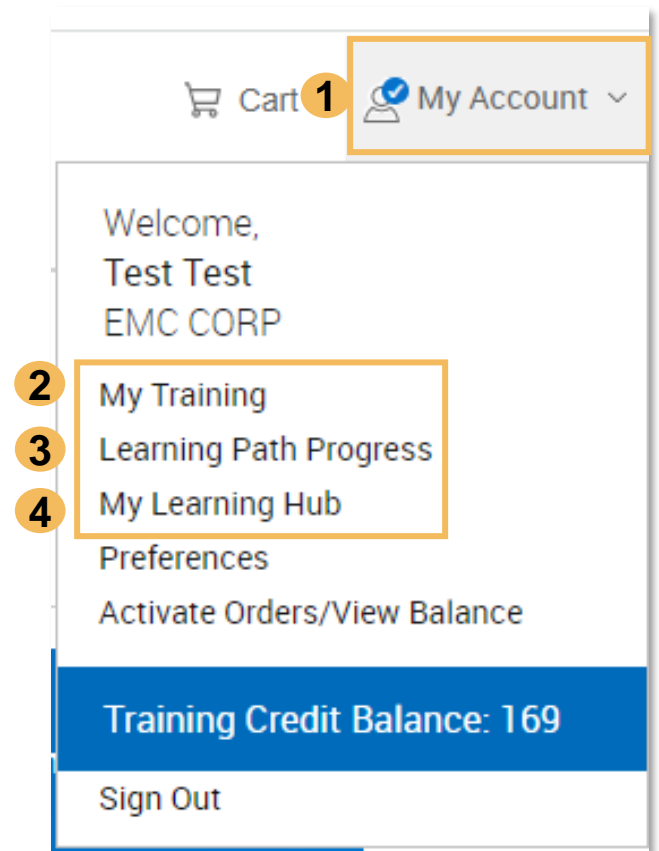 Cart 1 My Account
Welcome,
Test Test
EMC CORP
2 My Training
3 Learning Path Progress
4 My Learning Hub
Preferences
Activate Orders/View Balance
Training Credit Balance: 169
Sign Out